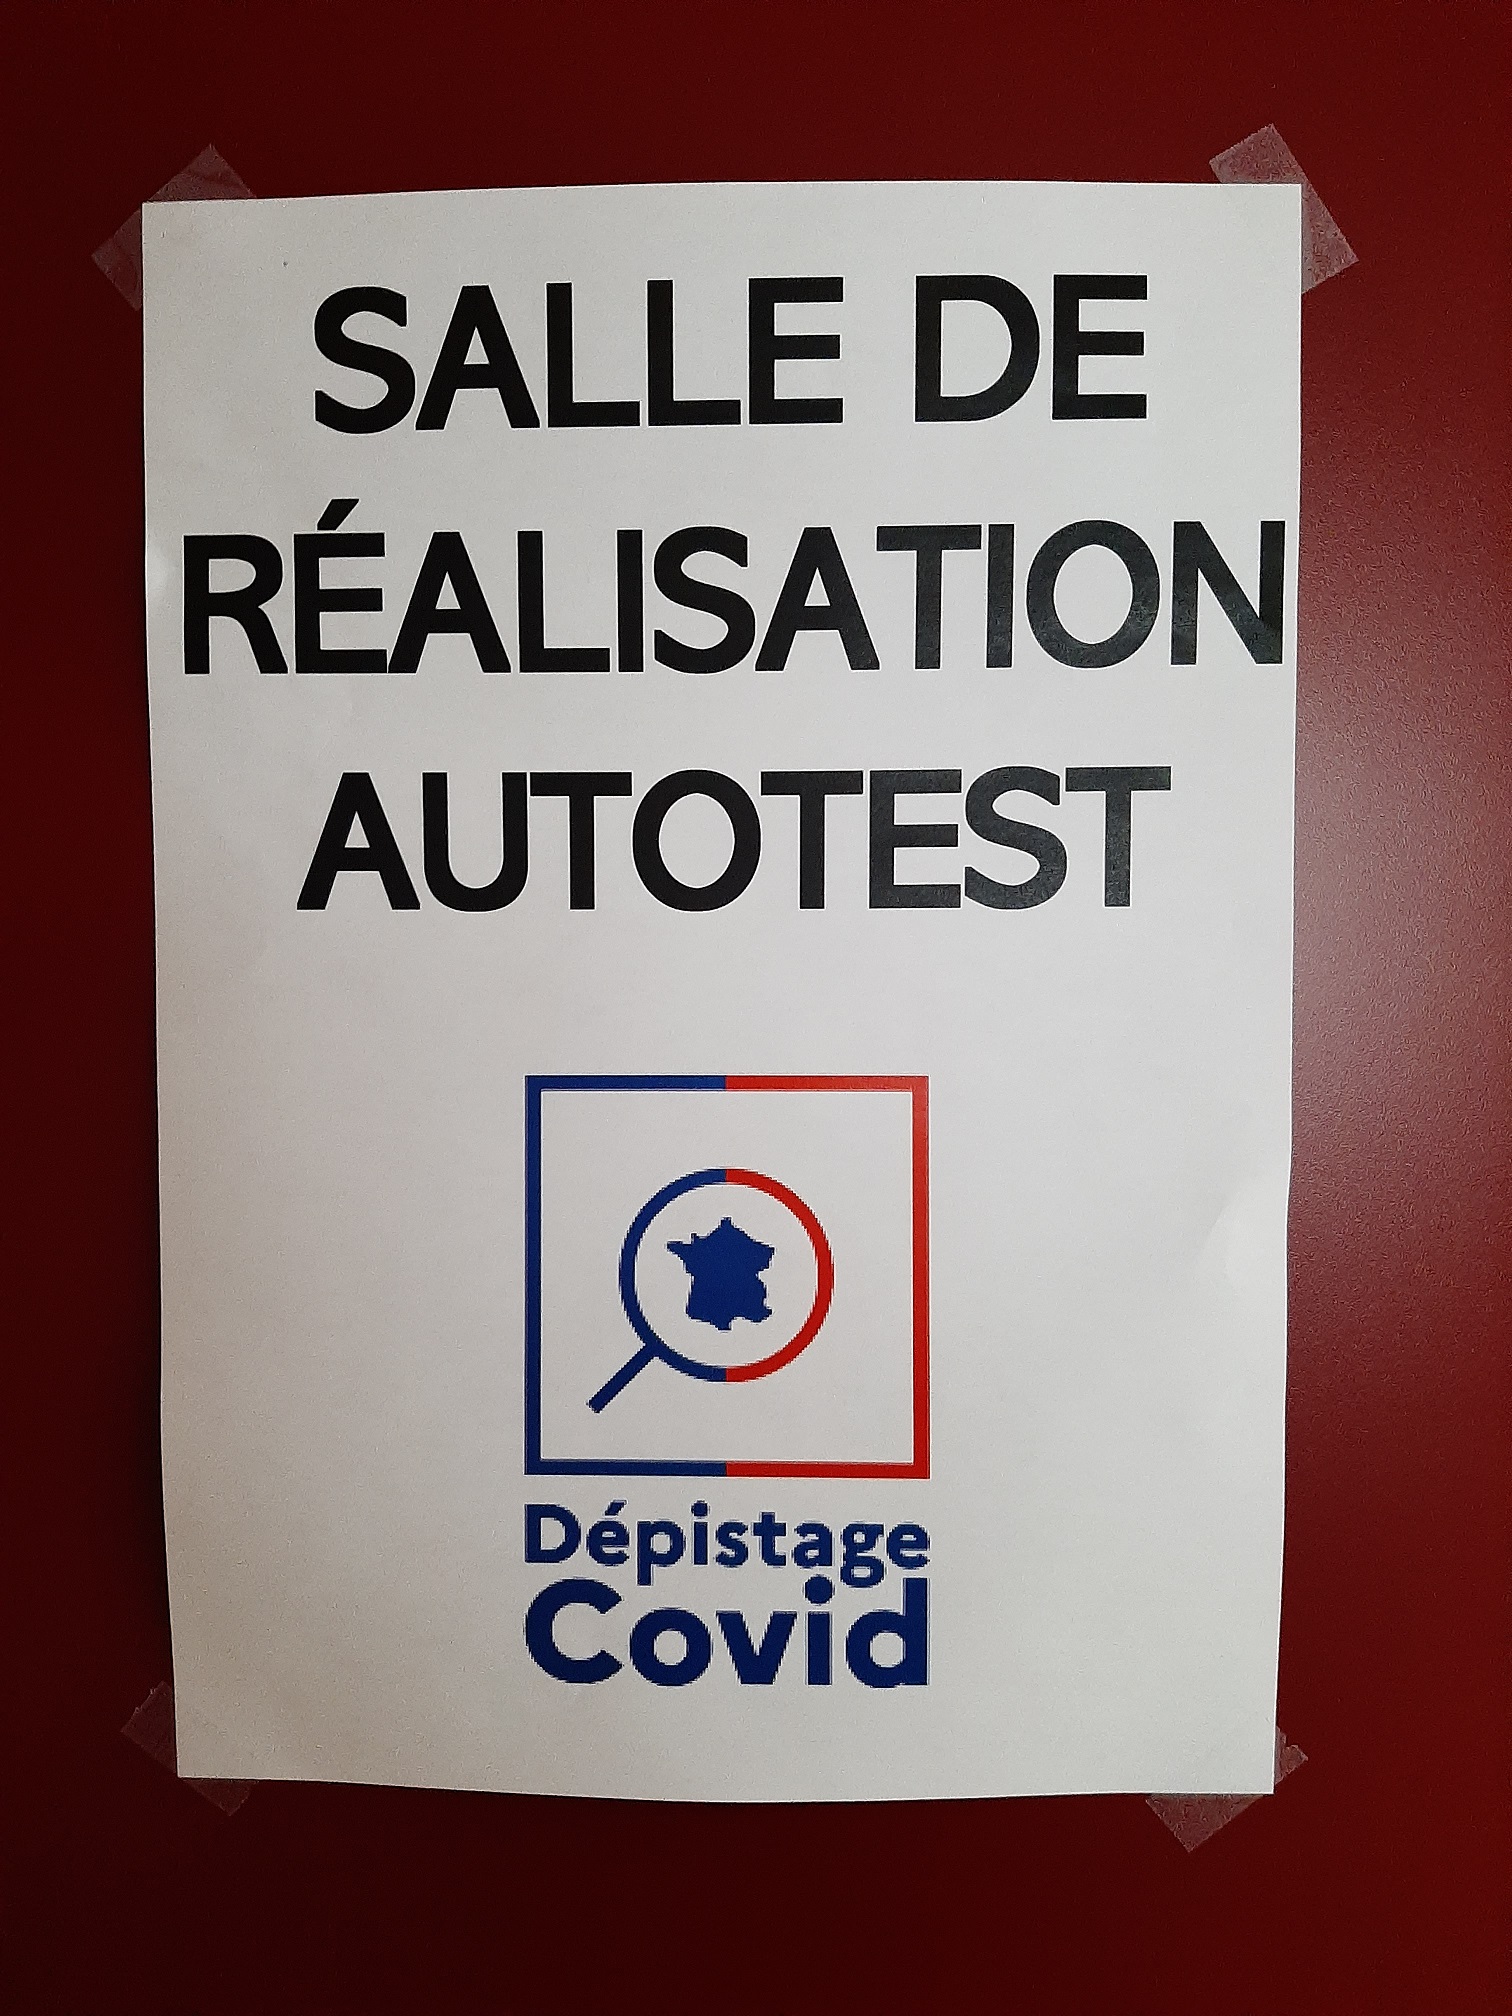 SALLE DE
RÉALISATION
AUTOTEST
Dépistage
Covid